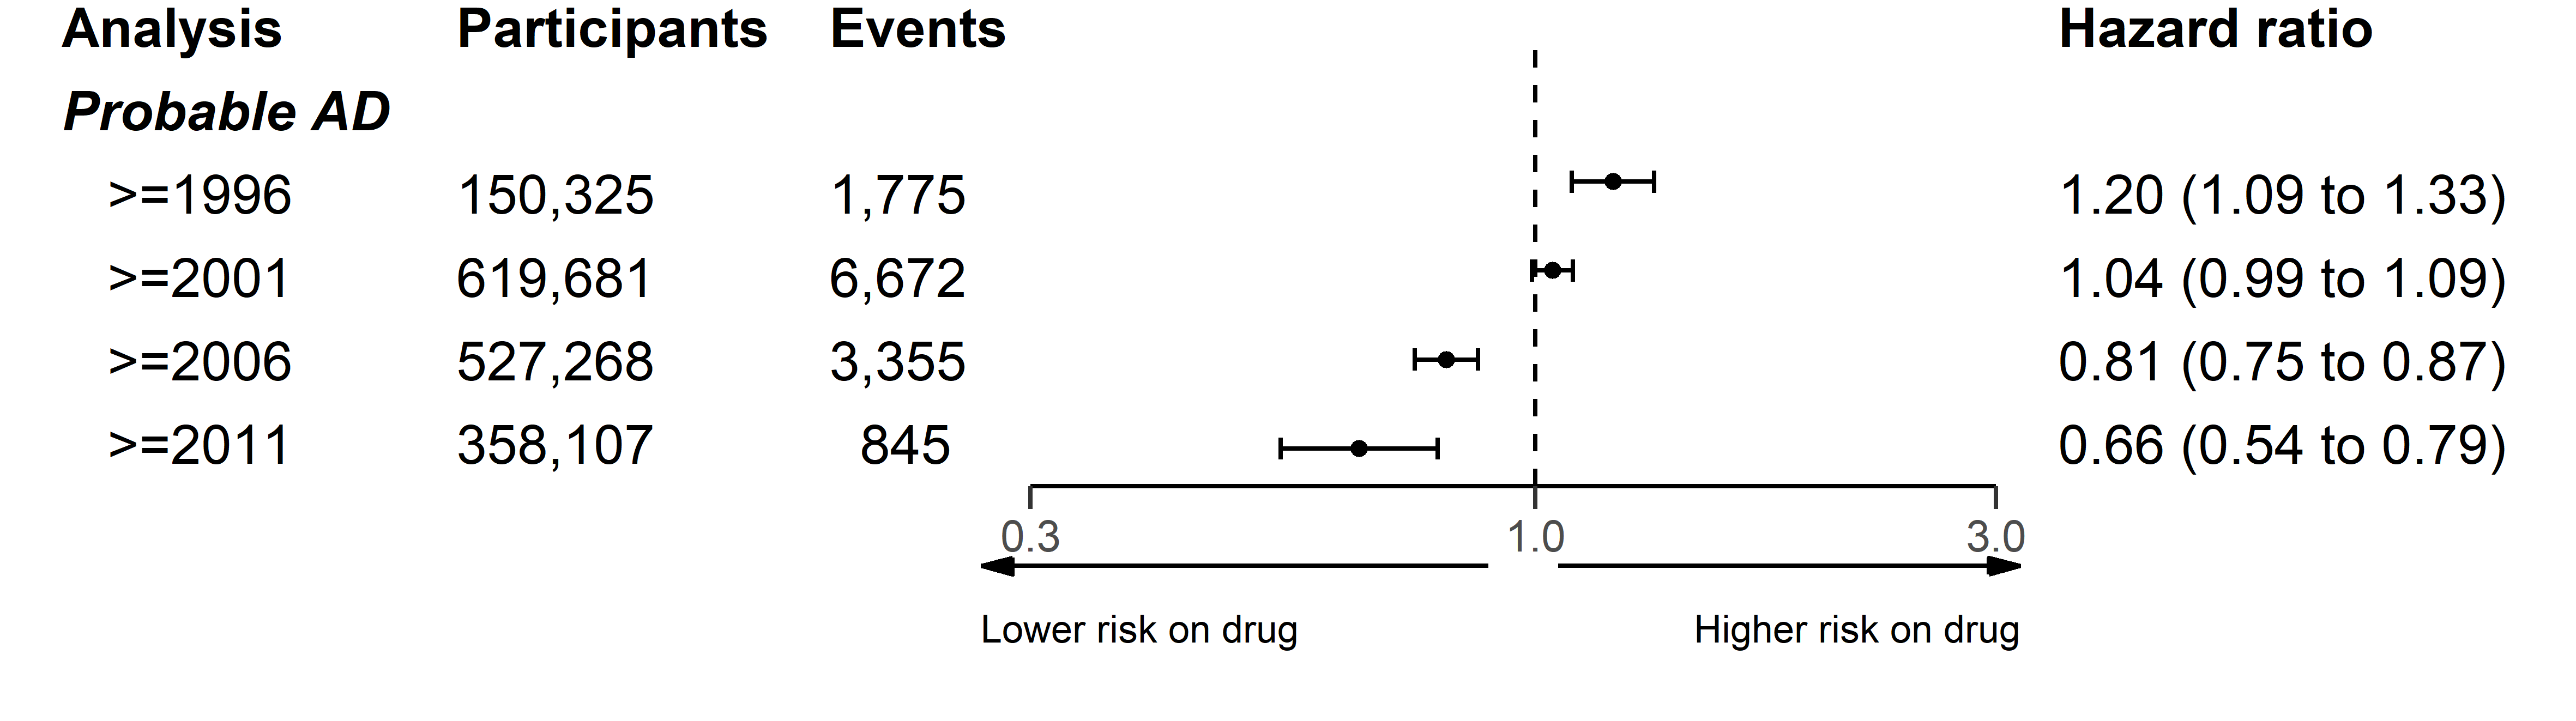 Analysis Participants Events Hazard ratio
Probable AD
>=1996 150,325 1,775 1.20 (1.09 to 1.33)
>=2001 619,681 6,672 1.04 (0.99 to 1.09)
>=2006 527,268 3,355 0.81 (0.75 to 0.87)
>=2011 358,107 845 0.66 (0.54 to 0.79)
0.3 1.0 3.0
Lower risk on drug Higher risk on drug